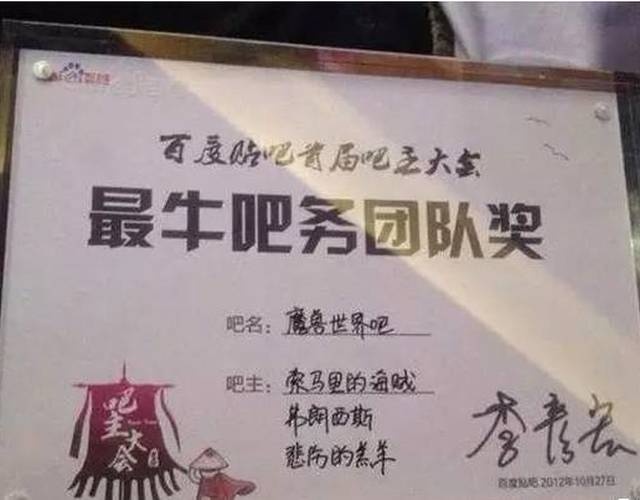 百度贴吧首届吧主大会
最牛吧务团队奖
吧名：魔兽世界吧
吧主：索马里的海贼
弗朗西斯
悲伤的羔羊
吧主大会
李彦宏
百度贴吧 2012年10月27日